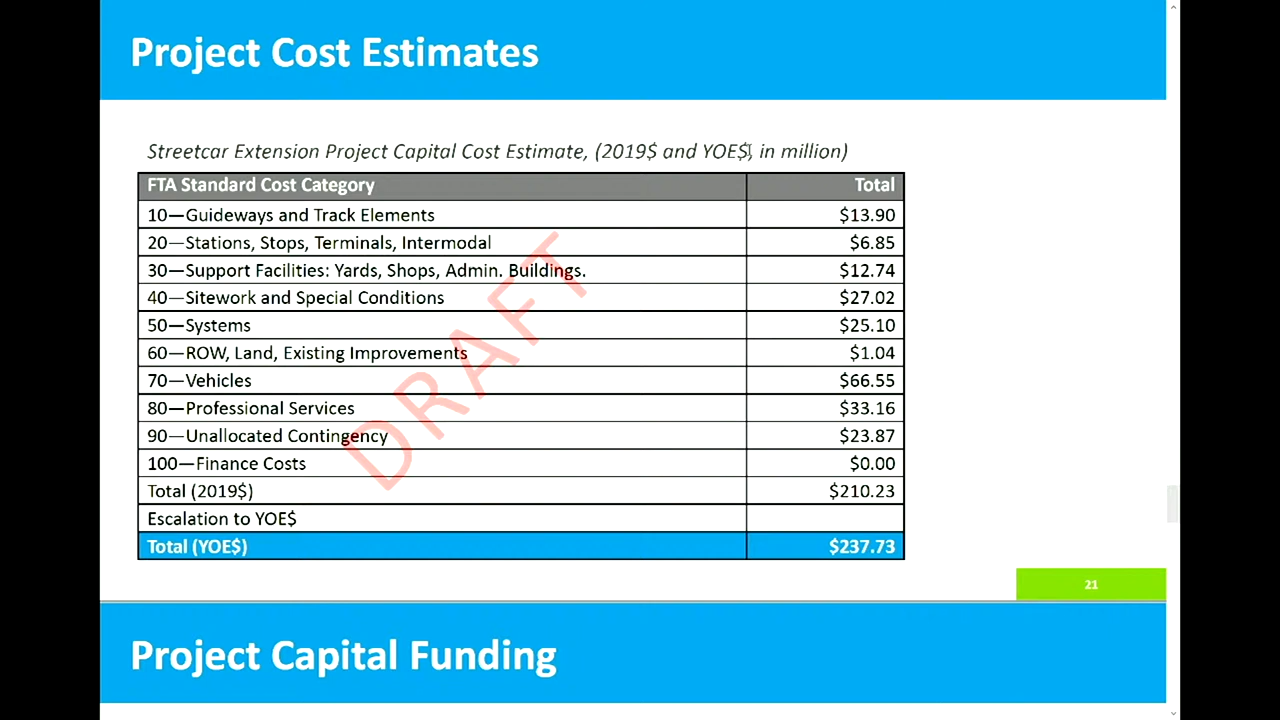 Project Cost Estimates
Streetcar Extension Project Capital Cost Estimate, (2019$ and YOE$, in million)
FTA Standard Cost Category Total
10—Guideways and Track Elements $13.90
20—Stations, Stops, Terminals, Intermodal $6.85
30—Support Facilities: Yards, Shops, Admin. Buildings. $12.74
40—Sitework and Special Conditions $27.02
50—Systems $25.10
60—ROW, Land, Existing Improvements $1.04
70—Vehicles $66.55
80—Professional Services $33.16
90—Unallocated Contingency $23.87
100—Finance Costs $0.00
Total (2019$) $210.23
Escalation to YOE$
Total (YOE$) $237.73
DRAFT
21
Project Capital Funding